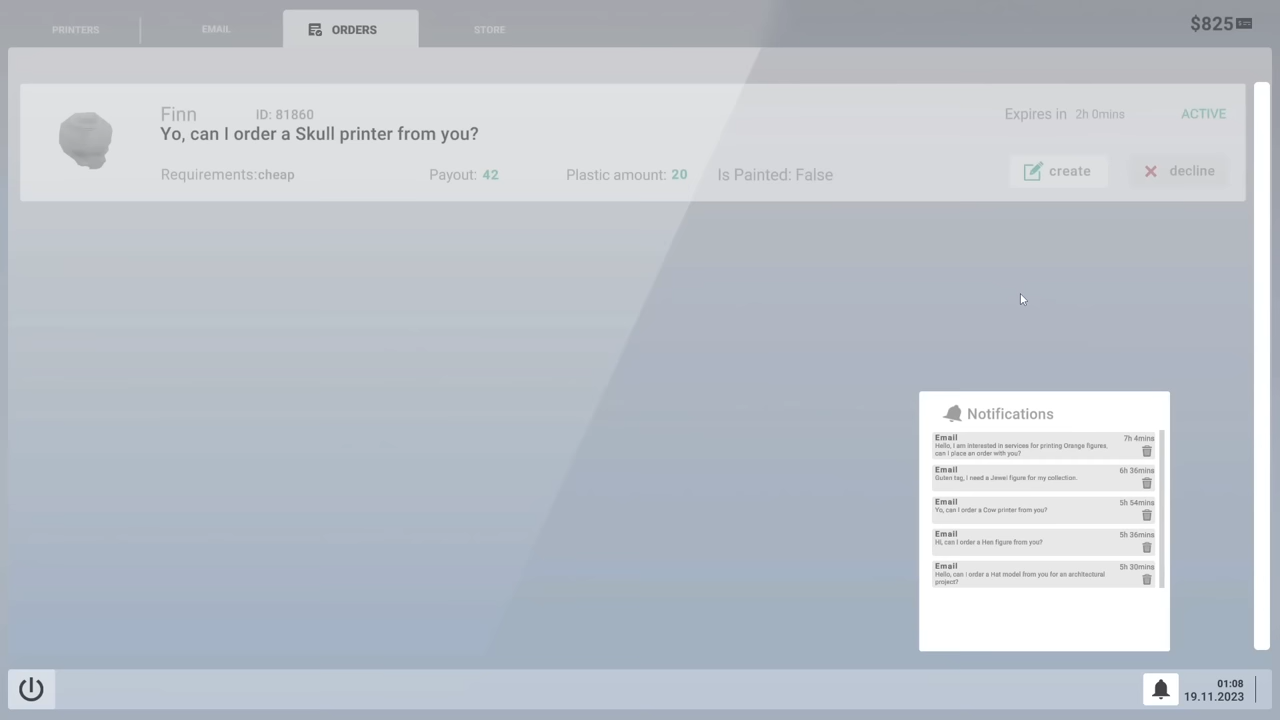 PRINTERS
EMAIL
ORDERS
STORE
$825
Finn
ID: 81860
Expires in 2h 0mins
ACTIVE
Yo, can I order a Skull printer from you?
Requirements:cheap
Payout: 42
Plastic amount: 20
Is Painted: False
create
decline
Notifications
Email
7h 4mins
Hello, I am interested in services for printing Orange figures,
can I place an order with you?
Email
6h 36mins
Guten tag, I need a Jewel figure for my collection.
Email
5h 54mins
Yo, can I order a Cow printer from you?
Email
5h 36mins
Hi, can I order a Hen figure from you?
Email
5h 30mins
Hello, can I order a Hat model from you for an architectural
project?
01:08
19.11.2023